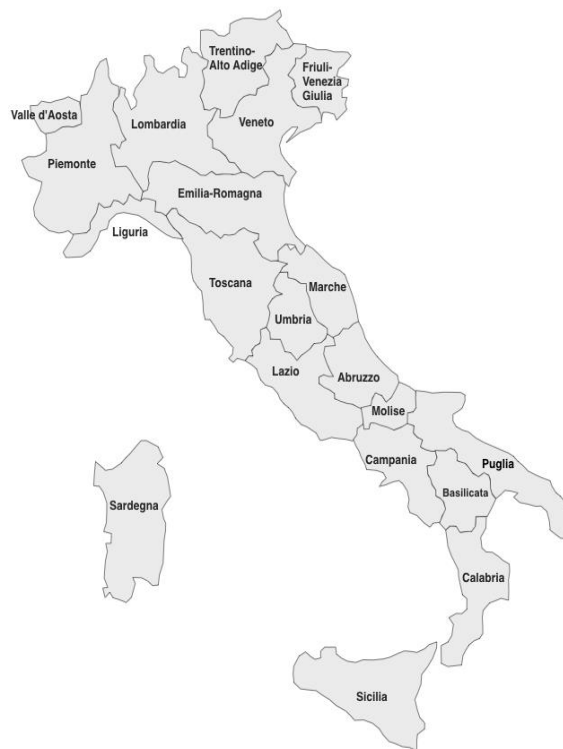 Trentino-
Alto Adige
Friuli-
Venezia
Giulia
Valle d'Aosta
Lombardia
Veneto
Piemonte
Emilia-Romagna
Liguria
Toscana
Marche
Umbria
Lazio
Abruzzo
Molise
Campania
Puglia
Basilicata
Sardegna
Calabria
Sicilia